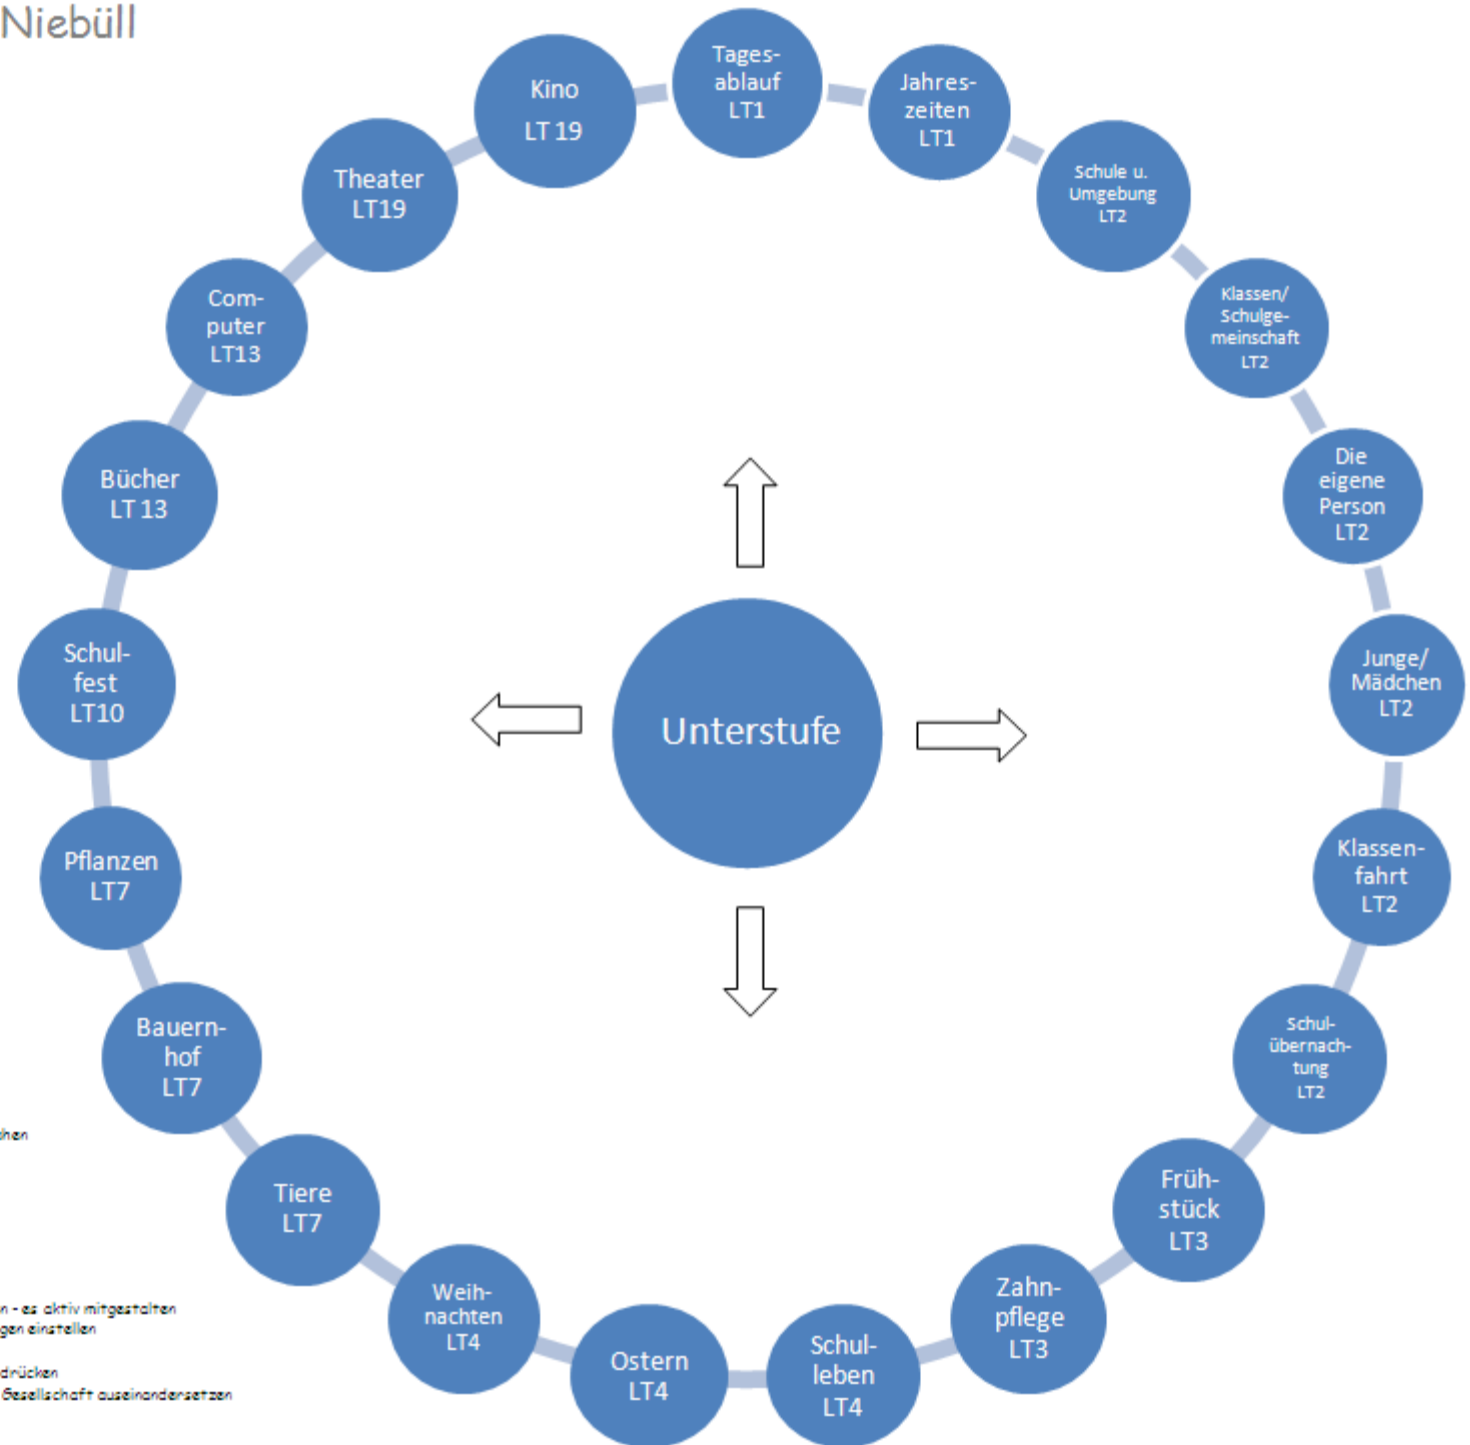 Niebüll
Tages-
ablauf
LT1
Jahres-
zeiten
LT1
Schule u.
Umgebung
LT2
Klassen/
Schulge-
meinschaft
LT2
Die
eigene
Person
LT2
Junge/
Mädchen
LT2
Klassen-
fahrt
LT2
Schul-
übernach-
tung
LT2
Früh-
stück
LT3
Zahn-
pflege
LT3
Schul-
leben
LT4
Ostern
LT4
Weih-
nachten
LT4
Tiere
LT7
Bauern-
hof
LT7
Pflanzen
LT7
Schul-
fest
LT10
Bücher
LT 13
Com-
puter
LT13
Theater
LT19
Kino
LT 19
Unterstufe
hen
n - es aktiv mitgestalten
gen einstellen
drücken
Gesellschaft auseinandersetzen